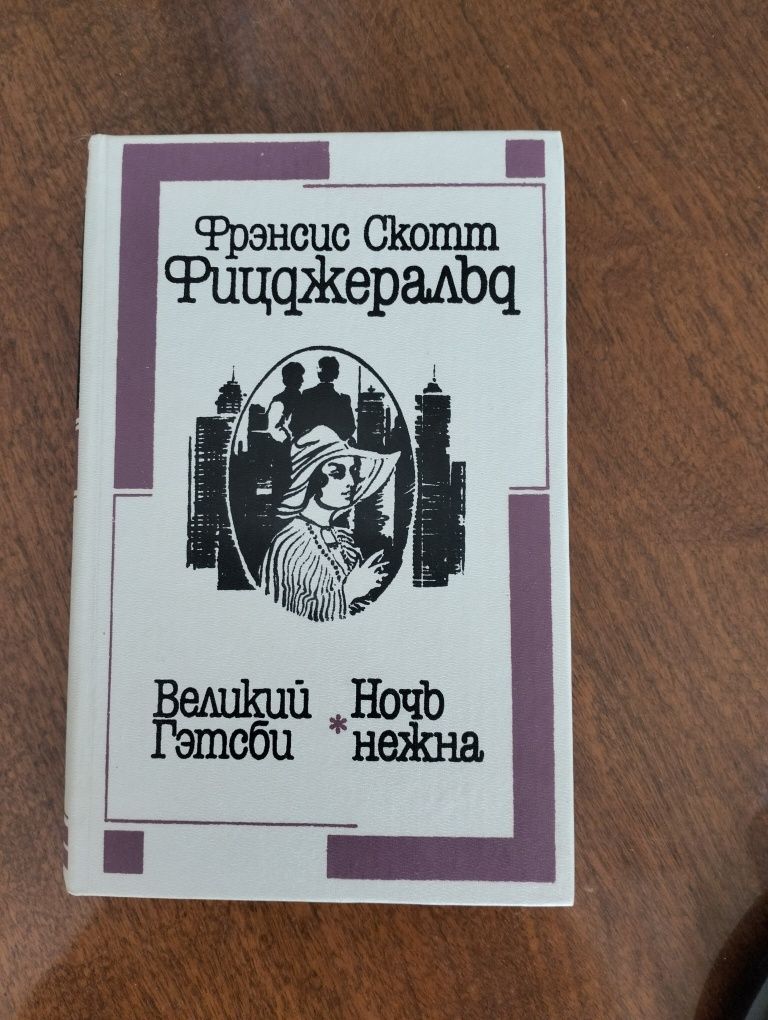 Фрэнсис Скотт
Фицджеральд
Великий * Ночь
Гэтсби нежна